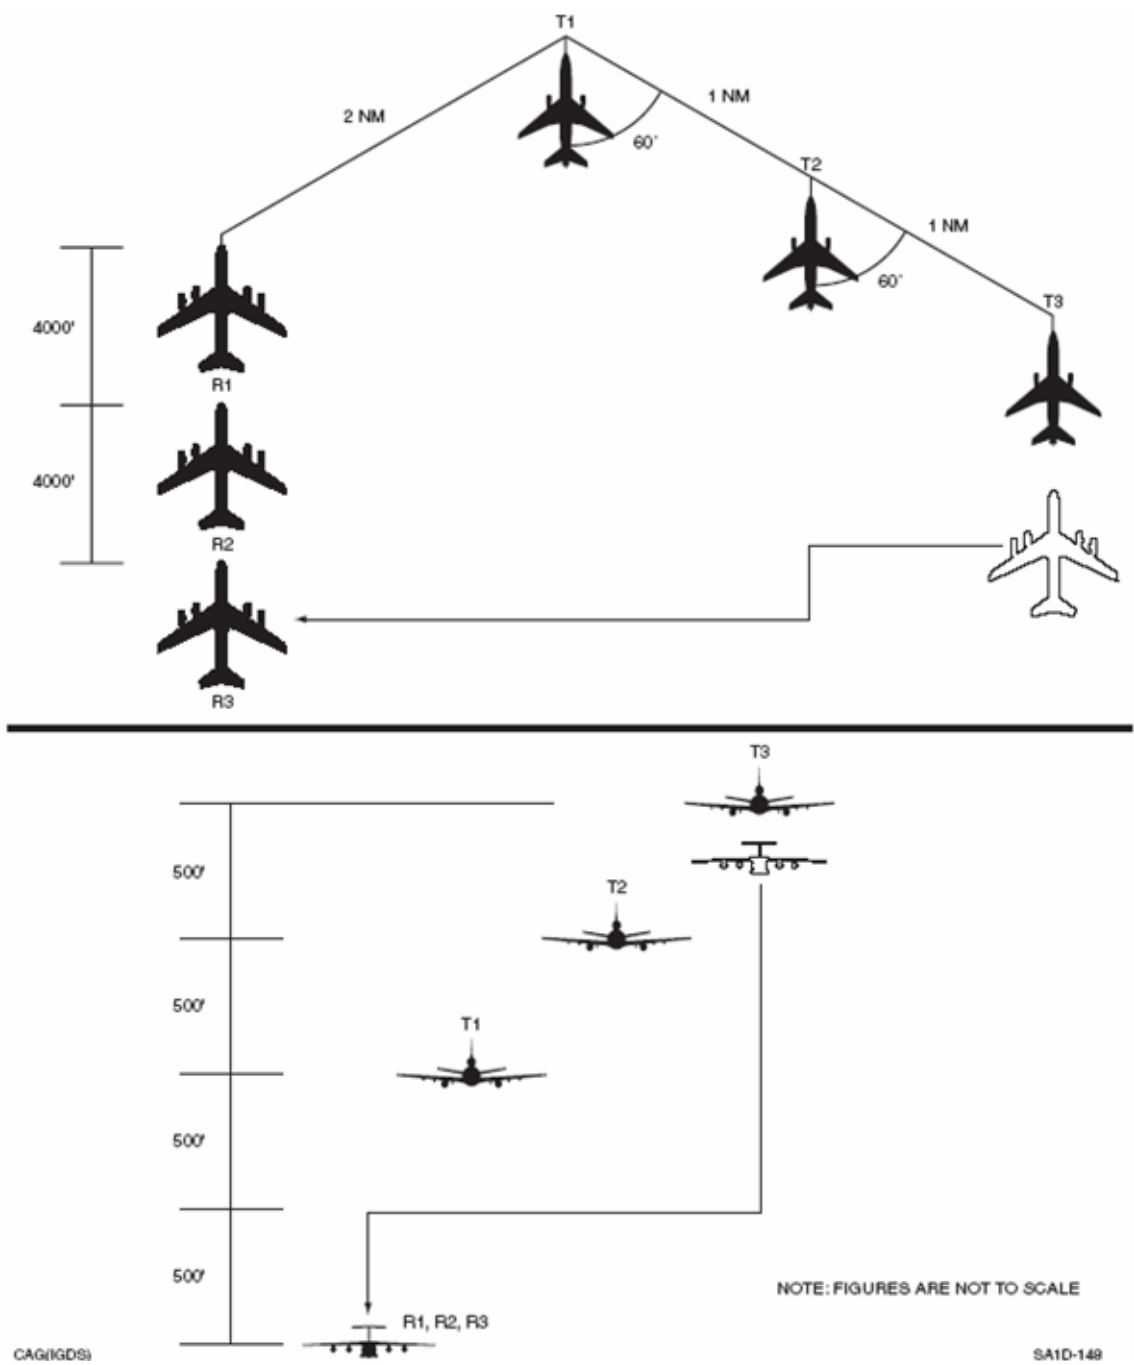 T1
2 NM
1 NM
60°
T2
1 NM
60°
T3
4000'
R1
4000'
R2
R3
T3
500'
T2
500'
T1
500'
500'
NOTE: FIGURES ARE NOT TO SCALE
R1, R2, R3
CAG(IGDS)
SA1D-148